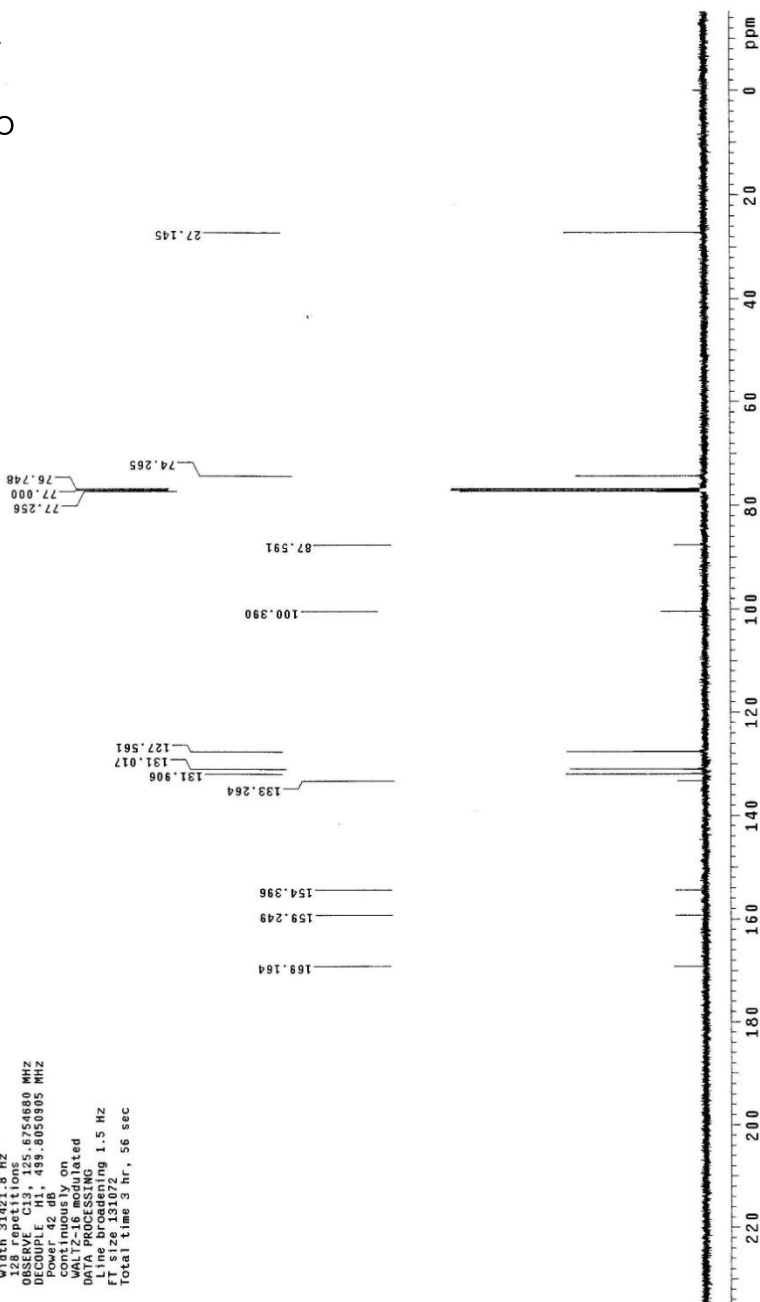 O
27.145
74.265
76.748
77.000
77.256
87.591
100.390
127.561
131.017
131.906
133.264
154.396
159.249
169.164
ppm
0
20
40
60
80
100
120
140
160
180
200
220
Width 31421.8 Hz
128 repetitions
OBSERVE C13, 125.6754680 MHz
DECOUPLE H1, 499.8050905 MHz
Power 42 dB
continuously on
WALTZ-16 modulated
DATA PROCESSING
Line broadening 1.5 Hz
FT size 131072
Total time 3 hr, 56 sec